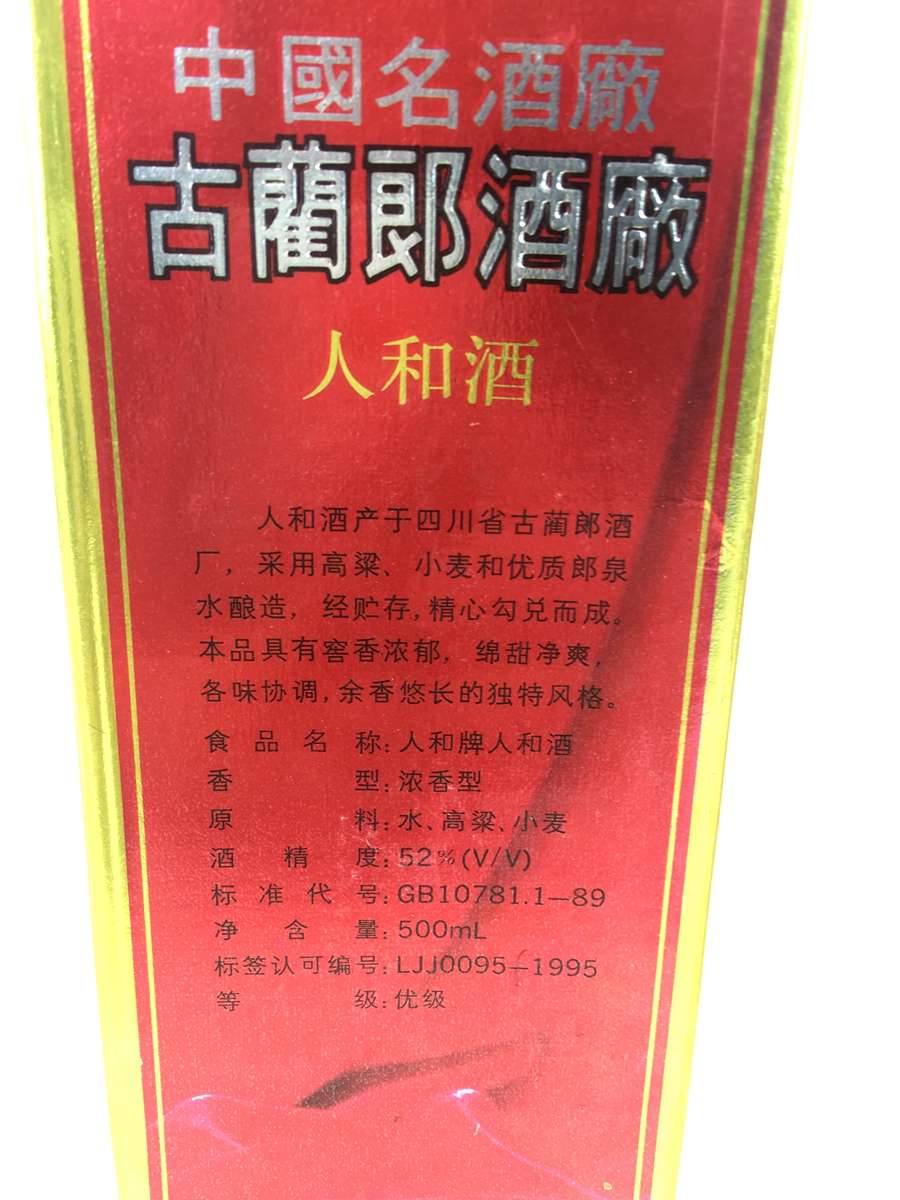 中國名酒廠
古藺郎酒廠
人和酒
人和酒产于四川省古蔺郎酒
厂，采用高粱、小麦和优质郎泉
水酿造，经贮存,精心勾兑而成。
本品具有窖香浓郁，绵甜净爽，
各味协调,余香悠长的独特风格。
食品名称:人和牌人和酒
香型:浓香型
原料:水、高粱、小麦
酒精度:52%(V/V)
标准代号:GB10781.1—89
净含量:500mL
标签认可编号:LJJ0095—1995
等级:优级